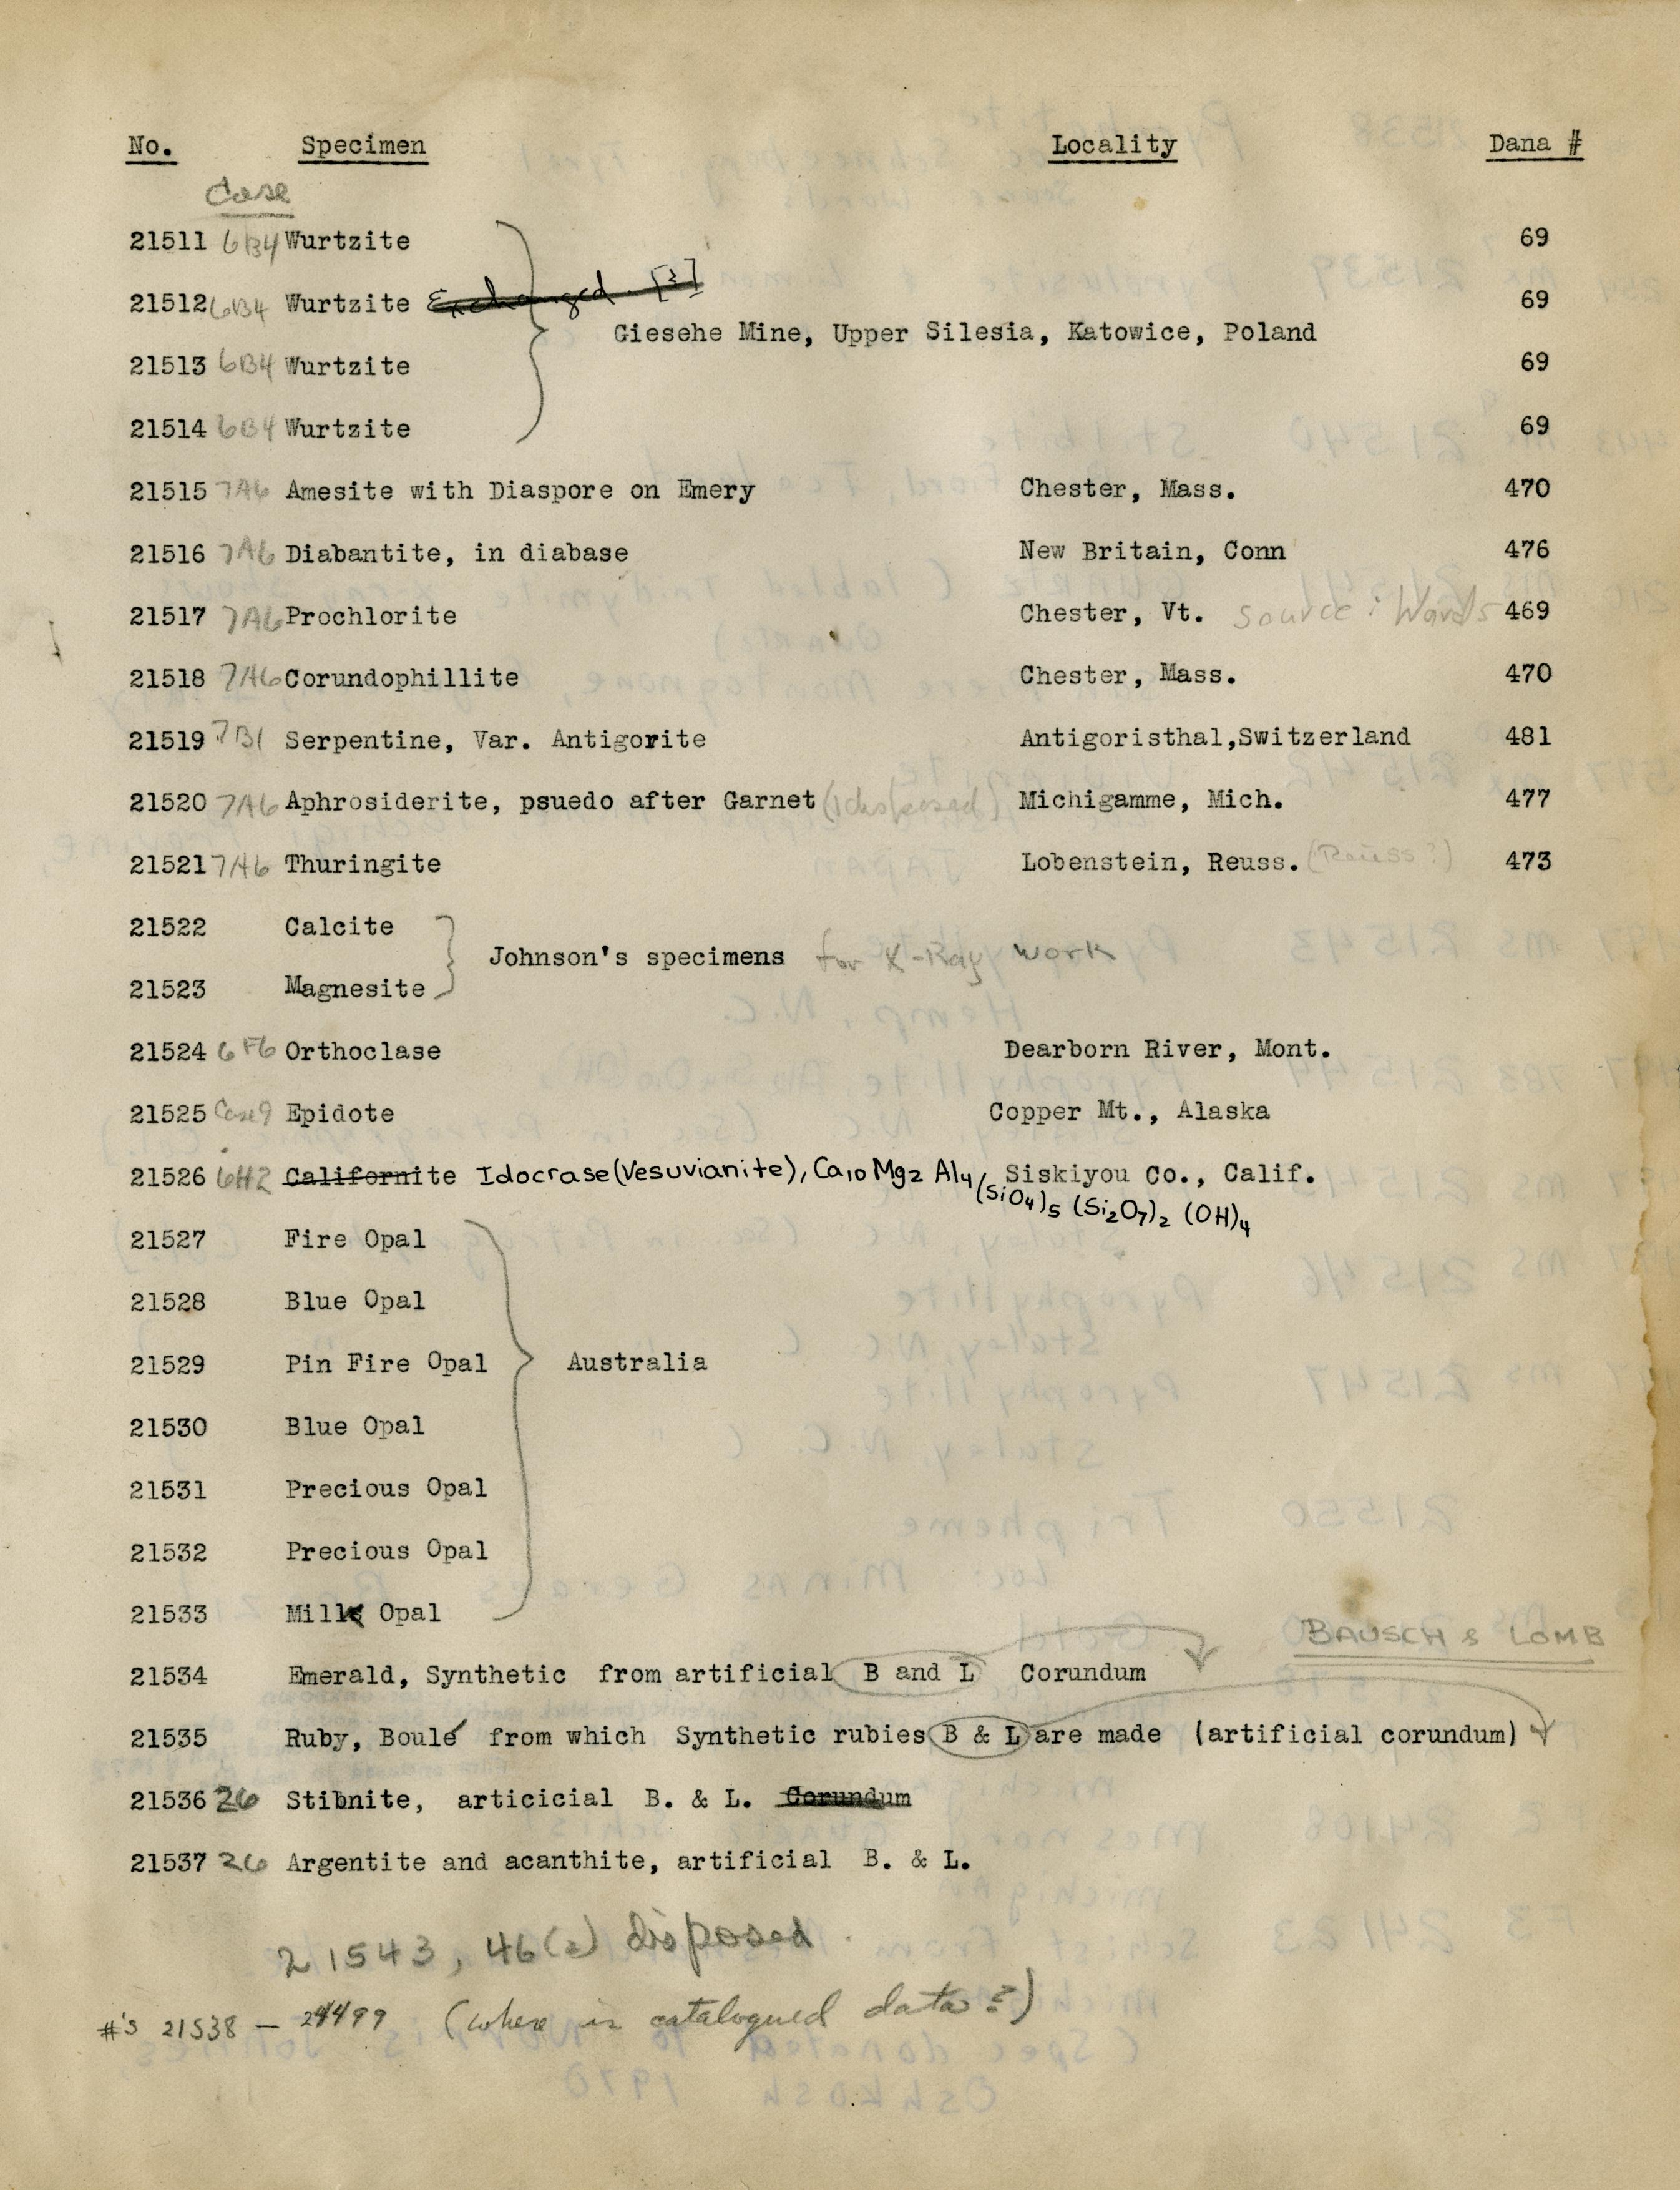 No. Specimen Locality Dana #
Case
21511 6B4 Wurtzite 69
21512 6B4 Wurtzite Exchanged [?] 69
Giesehe Mine, Upper Silesia, Katowice, Poland
21513 6B4 Wurtzite 69
21514 6B4 Wurtzite 69
21515 7A6 Amesite with Diaspore on Emery Chester, Mass. 470
21516 7A6 Diabantite, in diabase New Britain, Conn 476
21517 7A6 Prochlorite Chester, Vt. Source: Wards 469
21518 7A6 Corundophillite Chester, Mass. 470
21519 7B1 Serpentine, Var. Antigorite Antigoristhal,Switzerland 481
21520 7A6 Aphrosiderite, psuedo after Garnet (1 disposed) Michigamme, Mich. 477
21521 7A6 Thuringite Lobenstein, Reuss. (Reuss?) 473
21522 Calcite
Johnson's specimens for X-Ray work
21523 Magnesite
21524 6F6 Orthoclase Dearborn River, Mont.
21525 Case 9 Epidote Copper Mt., Alaska
21526 6H2 Californite Idocrase (Vesuvianite), Ca10 Mg2 Al4 Siskiyou Co., Calif.
(SiO4)5 (Si2O7)2 (OH)4
21527 Fire Opal
21528 Blue Opal
21529 Pin Fire Opal Australia
21530 Blue Opal
21531 Precious Opal
21532 Precious Opal
21533 Milk Opal
BAUSCH & LOMB
21534 Emerald, Synthetic from artificial B and L Corundum
21535 Ruby, Boule from which Synthetic rubies B & L are made (artificial corundum)
21536 26 Stibnite, articicial B. & L. Corundum
21537 26 Argentite and acanthite, artificial B. & L.
21543, 46(2) disposed.
#'s 21538 – 24499 (where is catalogued data?)